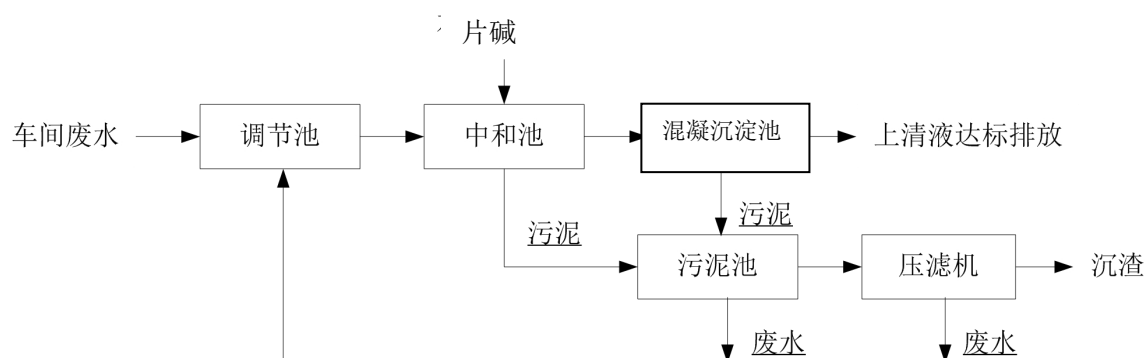 片碱
车间废水
调节池
中和池
混凝沉淀池
上清液达标排放
污泥
污泥
污泥池
压滤机
沉渣
废水
废水